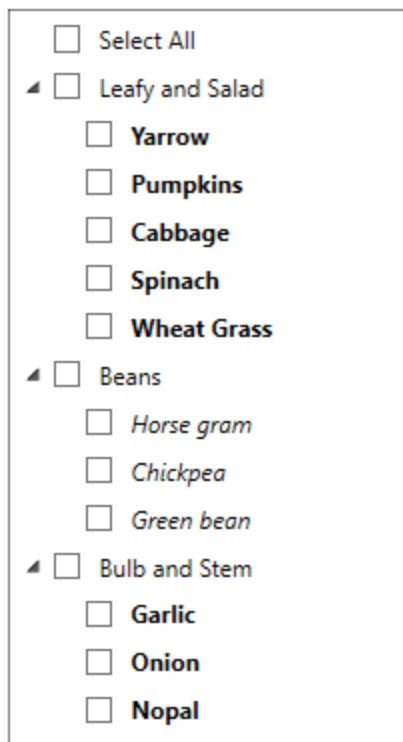 Select All
Leafy and Salad
Yarrow
Pumpkins
Cabbage
Spinach
Wheat Grass
Beans
Horse gram
Chickpea
Green bean
Bulb and Stem
Garlic
Onion
Nopal